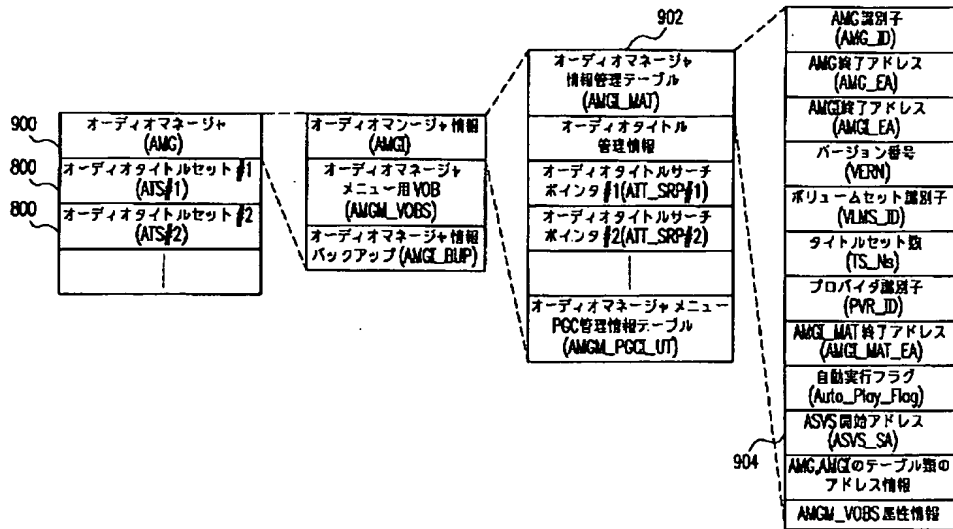 902
900
オーディオマネージャ
(AMG)
800
オーディオタイトルセット#1
(ATS#1)
800
オーディオタイトルセット#2
(ATS#2)
オーディオマンージャ情報
(AMGI)
オーディオマネージャ
メニュー用VOB
(AMGM_VOBS)
オーディオマネージャ情報
バックアップ(AMGI_BUP)
オーディオマネージャ
情報管理テーブル
(AMGI_MAT)
オーディオタイトル
管理情報
オーディオタイトルサーチ
ポインタ#1(ATT_SRP#1)
オーディオタイトルサーチ
ポインタ#2(ATT_SRP#2)
オーディオマネージャメニュー
PGC管理情報テーブル
(AMGM_PGCI_UT)
AMG識別子
(AMG_ID)
AMG終了アドレス
(AMG_EA)
AMGI終了アドレス
(AMGI_EA)
バージョン番号
(VERN)
ボリュームセット識別子
(VLMS_ID)
タイトルセット数
(TS_Ns)
プロバイダ識別子
(PVR_ID)
AMGI_MAT終了アドレス
(AMGI_MAT_EA)
自動実行フラグ
(Auto_Play_Flag)
ASVS開始アドレス
(ASVS_SA)
904
AMG,AMGIのテーブル類の
アドレス情報
AMGM_VOBS属性情報